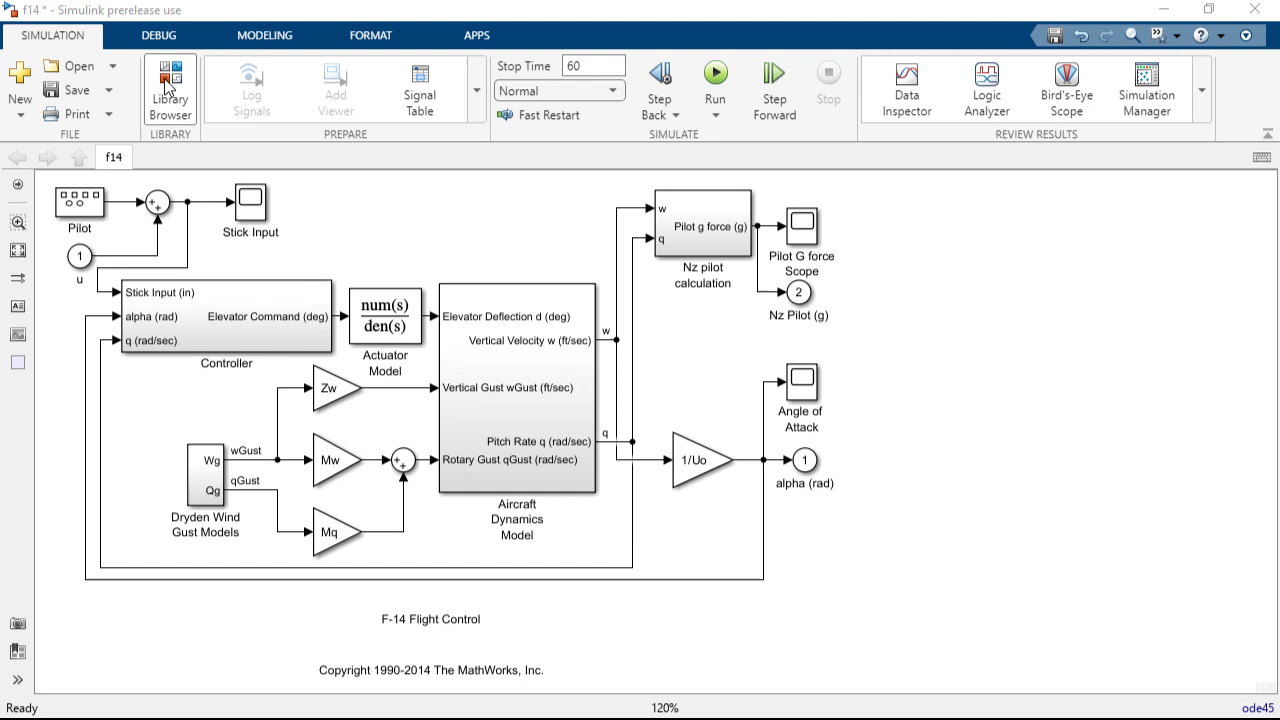 f14 * - Simulink prerelease use
SIMULATION DEBUG MODELING FORMAT APPS
New
Open
Save
Print
FILE
Library Browser
LIBRARY
Log Signals
Add Viewer
Signal Table
PREPARE
Stop Time 60
Normal
Fast Restart
Step Back
Run
Step Forward
Stop
SIMULATE
Data Inspector
Logic Analyzer
Bird's-Eye Scope
Simulation Manager
REVIEW RESULTS
f14
Pilot
+
+
Stick Input
1
u
Stick Input (in)
alpha (rad)
q (rad/sec)
Elevator Command (deg)
Controller
num(s)
den(s)
Actuator
Model
Zw
Mw
Mq
Wg
Qg
wGust
qGust
Dryden Wind
Gust Models
+
+
Elevator Deflection d (deg)
Vertical Velocity w (ft/sec)
Vertical Gust wGust (ft/sec)
Pitch Rate q (rad/sec)
Rotary Gust qGust (rad/sec)
Aircraft
Dynamics
Model
w
q
w
q
Pilot g force (g)
Nz pilot
calculation
Pilot G force
Scope
2
Nz Pilot (g)
Angle of
Attack
1/Uo
1
alpha (rad)
F-14 Flight Control
Copyright 1990-2014 The MathWorks, Inc.
Ready 120% ode45